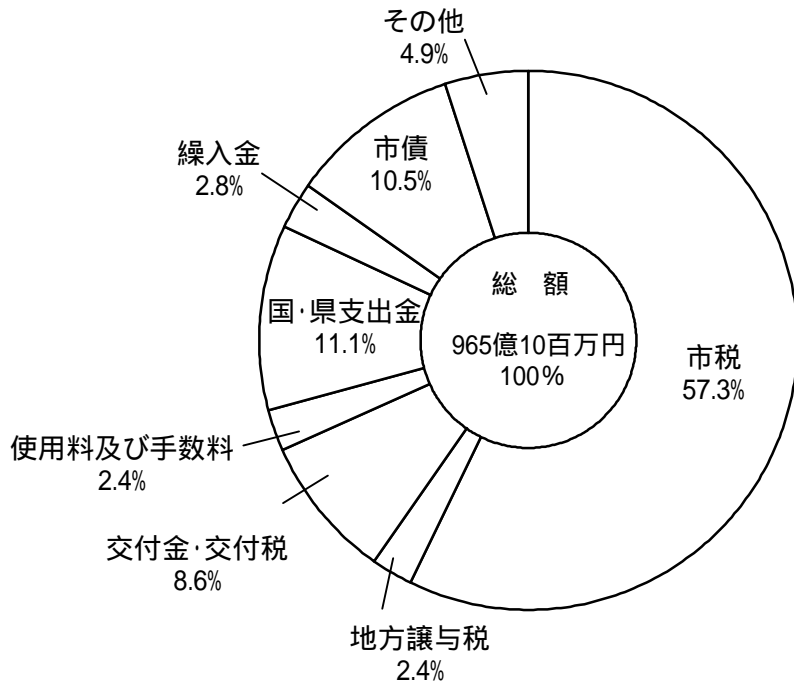 その他
4.9%
繰入金
2.8%
市債
10.5%
国・県支出金
11.1%
総　額
965億10百万円
100%
市税
57.3%
使用料及び手数料
2.4%
交付金・交付税
8.6%
地方譲与税
2.4%